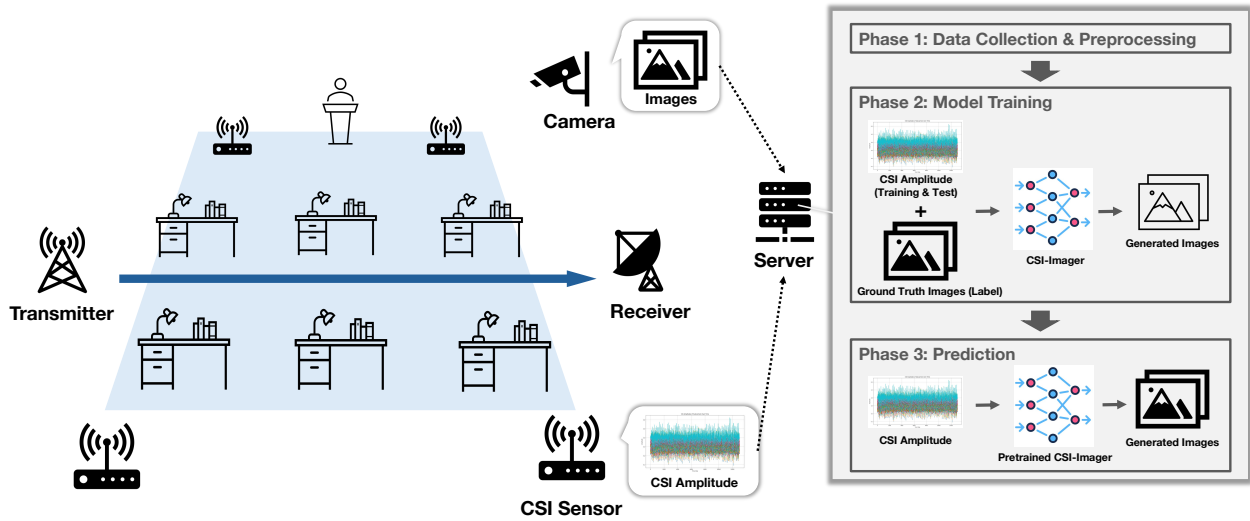 Camera
Images
Transmitter
Receiver
Server
CSI Sensor
CSI Amplitude
Phase 1: Data Collection & Preprocessing
Phase 2: Model Training
CSI Amplitude
(Training & Test)
+
Ground Truth Images (Label)
CSI-Imager
Generated Images
Phase 3: Prediction
CSI Amplitude
Pretrained CSI-Imager
Generated Images